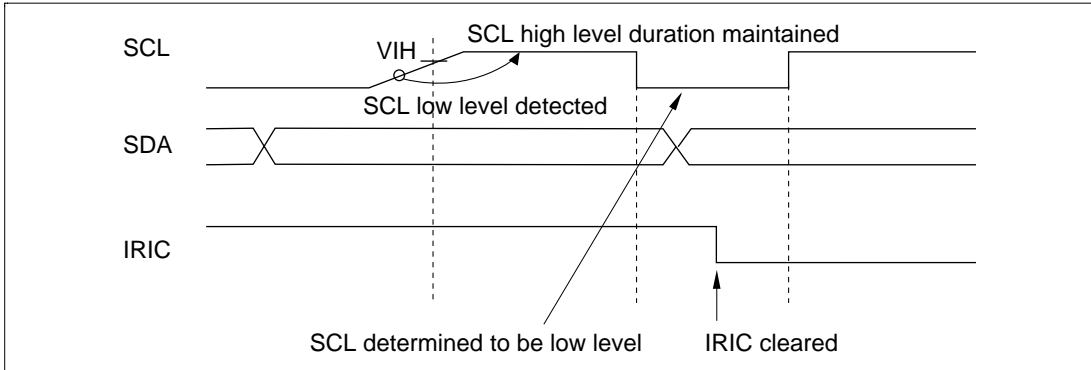 SCL high level duration maintained
SCL
VIH
SCL low level detected
SDA
IRIC
SCL determined to be low level
IRIC cleared